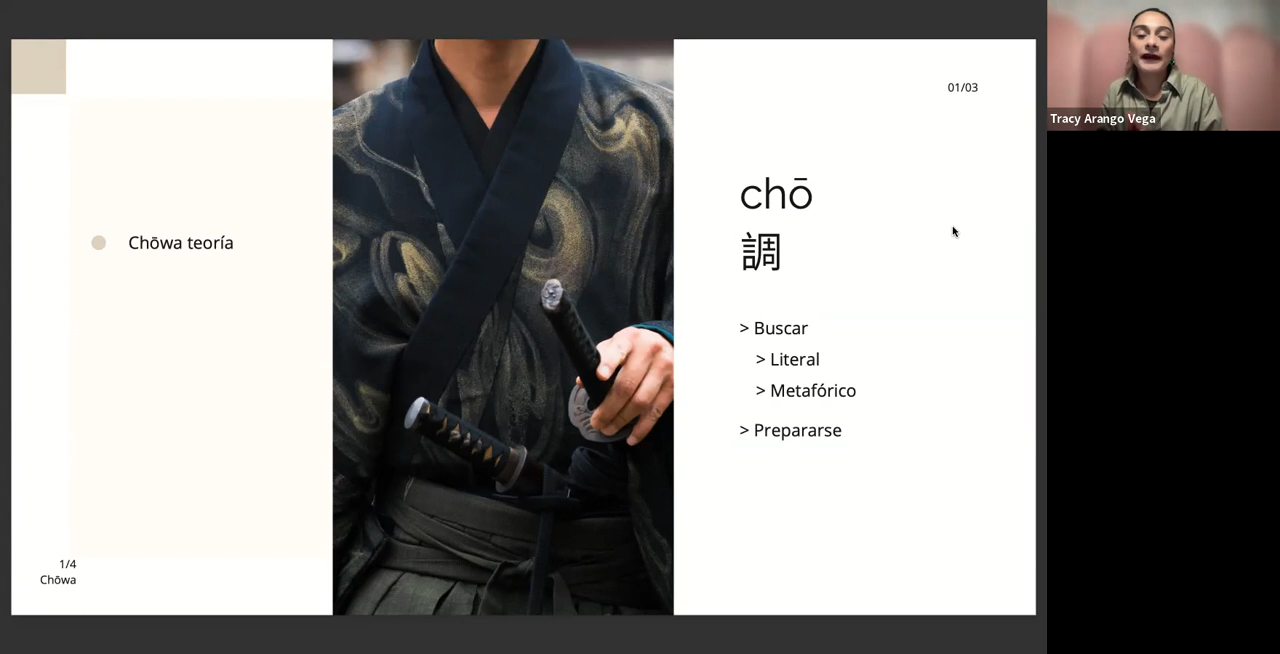 Chōwa teoría
1/4
Chōwa
01/03
chō
調
> Buscar
> Literal
> Metafórico
> Prepararse
Tracy Arango Vega